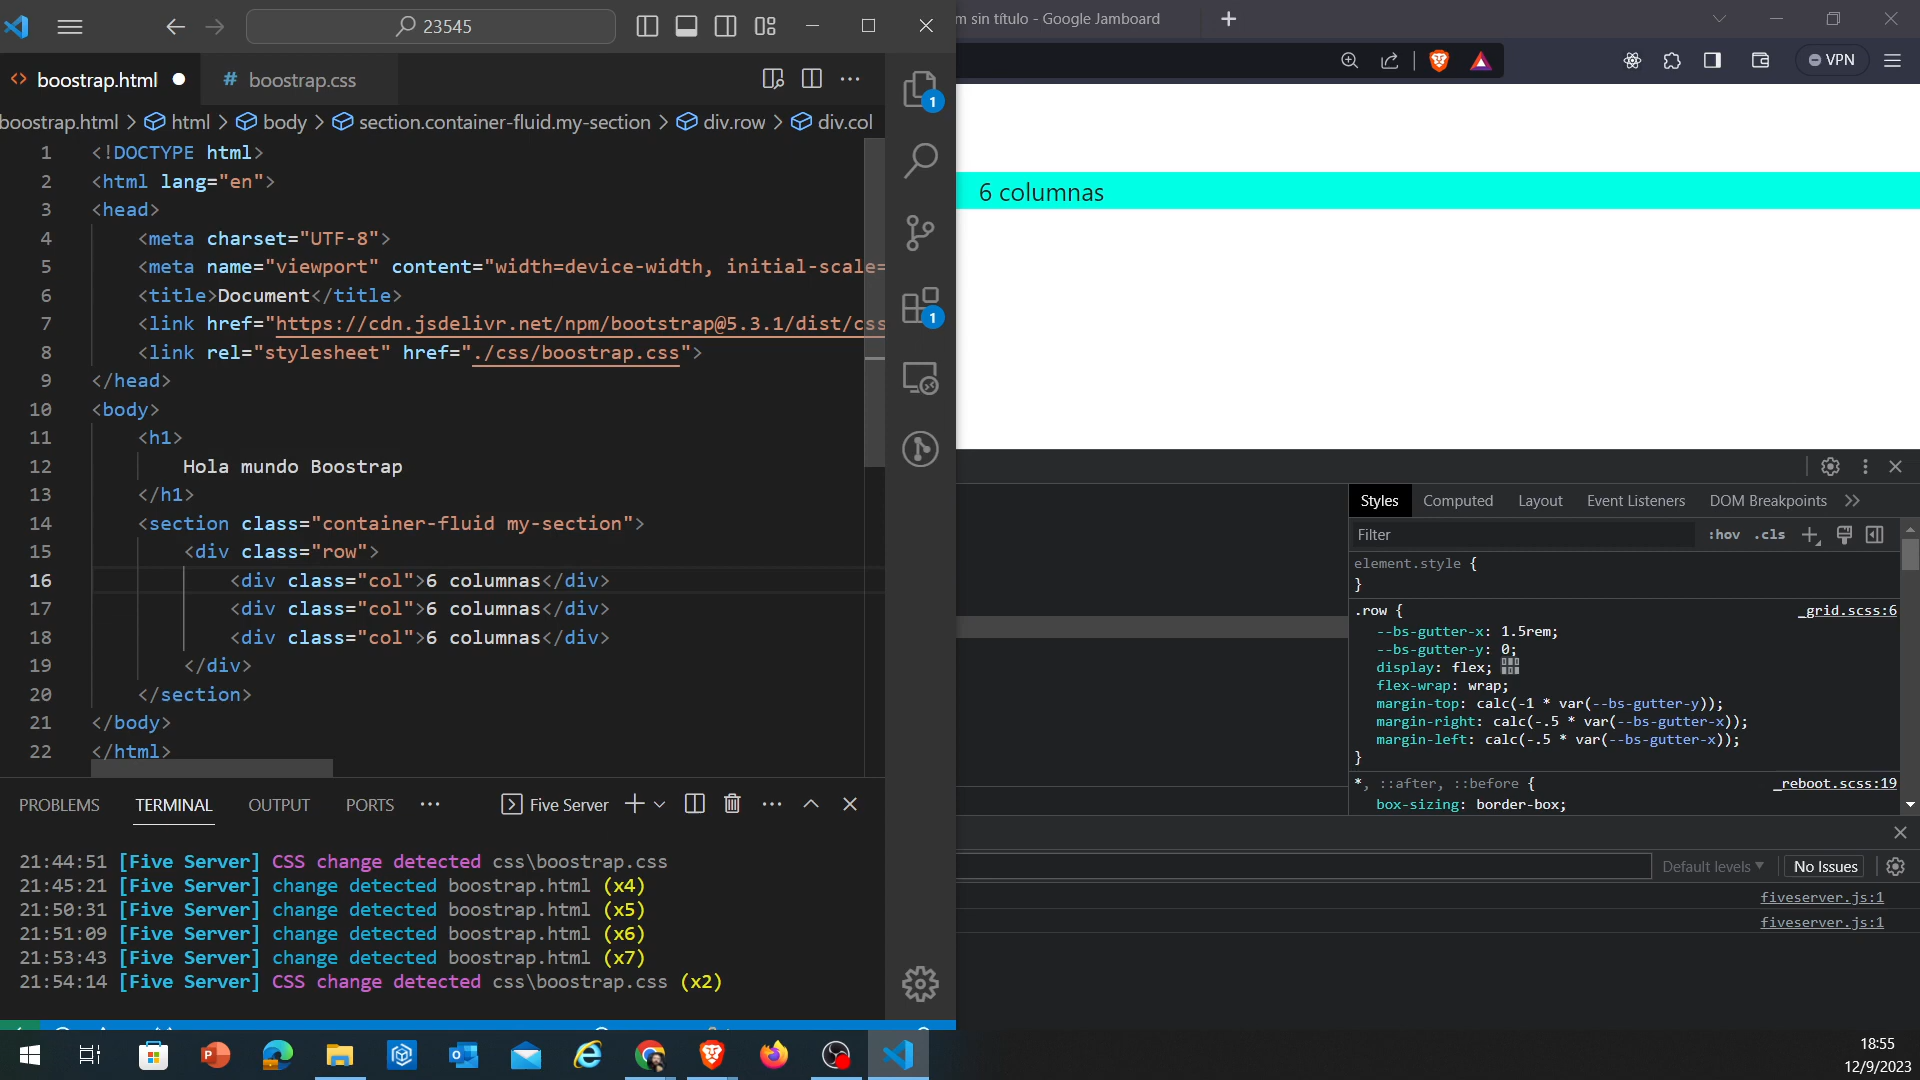 23545
m sin título - Google Jamboard
VPN
<> boostrap.html
# boostrap.css
boostrap.html > html > body > section.container-fluid.my-section > div.row > div.col
1 <!DOCTYPE html>
2 <html lang="en">
3 <head>
4 <meta charset="UTF-8">
5 <meta name="viewport" content="width=device-width, initial-scale=
6 <title>Document</title>
7 <link href="https://cdn.jsdelivr.net/npm/bootstrap@5.3.1/dist/css
8 <link rel="stylesheet" href="./css/boostrap.css">
9 </head>
10 <body>
11 <h1>
12 Hola mundo Boostrap
13 </h1>
14 <section class="container-fluid my-section">
15 <div class="row">
16 <div class="col">6 columnas</div>
17 <div class="col">6 columnas</div>
18 <div class="col">6 columnas</div>
19 </div>
20 </section>
21 </body>
22 </html>
1
1
PROBLEMS TERMINAL OUTPUT PORTS ··· Five Server
21:44:51 [Five Server] CSS change detected css\boostrap.css
21:45:21 [Five Server] change detected boostrap.html (x4)
21:50:31 [Five Server] change detected boostrap.html (x5)
21:51:09 [Five Server] change detected boostrap.html (x6)
21:53:43 [Five Server] change detected boostrap.html (x7)
21:54:14 [Five Server] CSS change detected css\boostrap.css (x2)
6 columnas
Styles Computed Layout Event Listeners DOM Breakpoints
Filter :hov .cls
element.style {
}
.row { _grid.scss:6
--bs-gutter-x: 1.5rem;
--bs-gutter-y: 0;
display: flex;
flex-wrap: wrap;
margin-top: calc(-1 * var(--bs-gutter-y));
margin-right: calc(-.5 * var(--bs-gutter-x));
margin-left: calc(-.5 * var(--bs-gutter-x));
}
*, ::after, ::before { _reboot.scss:19
box-sizing: border-box;
Default levels No Issues
fiveserver.js:1
fiveserver.js:1
18:55
12/9/2023